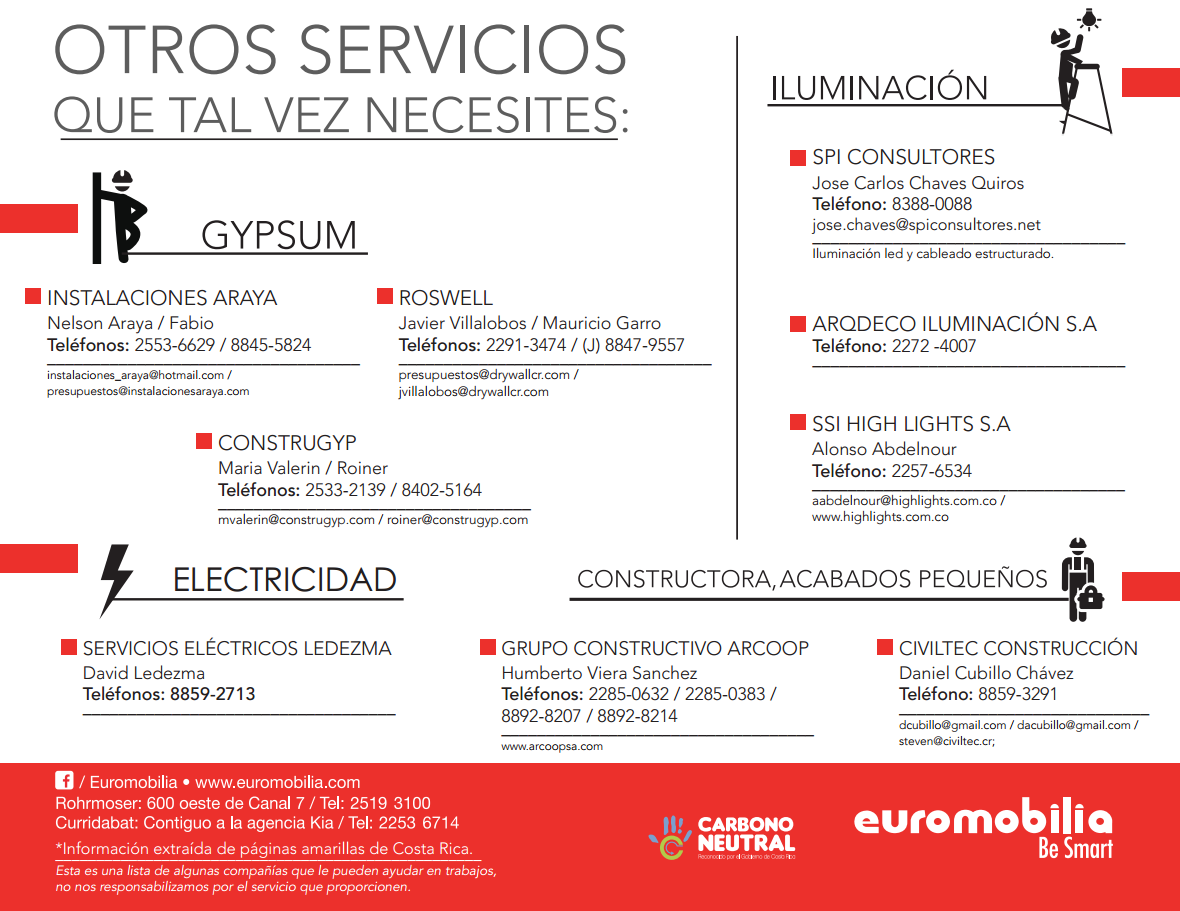 OTROS SERVICIOS
QUE TAL VEZ NECESITES:
GYPSUM
INSTALACIONES ARAYA
Nelson Araya / Fabio
Teléfonos: 2553-6629 / 8845-5824
instalaciones_araya@hotmail.com /
presupuestos@instalacionesaraya.com
ROSWELL
Javier Villalobos / Mauricio Garro
Teléfonos: 2291-3474 / (J) 8847-9557
presupuestos@drywallcr.com /
jvillalobos@drywallcr.com
CONSTRUGYP
Maria Valerin / Roiner
Teléfonos: 2533-2139 / 8402-5164
mvalerin@construgyp.com / roiner@construgyp.com
ILUMINACIÓN
SPI CONSULTORES
Jose Carlos Chaves Quiros
Teléfono: 8388-0088
jose.chaves@spiconsultores.net
Iluminación led y cableado estructurado.
ARQDECO ILUMINACIÓN S.A
Teléfono: 2272 -4007
SSI HIGH LIGHTS S.A
Alonso Abdelnour
Teléfono: 2257-6534
aabdelnour@highlights.com.co /
www.highlights.com.co
ELECTRICIDAD
SERVICIOS ELÉCTRICOS LEDEZMA
David Ledezma
Teléfonos: 8859-2713
CONSTRUCTORA, ACABADOS PEQUEÑOS
GRUPO CONSTRUCTIVO ARCOOP
Humberto Viera Sanchez
Teléfonos: 2285-0632 / 2285-0383 /
8892-8207 / 8892-8214
www.arcoopsa.com
CIVILTEC CONSTRUCCIÓN
Daniel Cubillo Chávez
Teléfono: 8859-3291
dcubillo@gmail.com / dacubillo@gmail.com /
steven@civiltec.cr;
/ Euromobilia • www.euromobilia.com
Rohrmoser: 600 oeste de Canal 7 / Tel: 2519 3100
Curridabat: Contiguo a la agencia Kia / Tel: 2253 6714
*Información extraída de páginas amarillas de Costa Rica.
Esta es una lista de algunas compañías que le pueden ayudar en trabajos,
no nos responsabilizamos por el servicio que proporcionen.
CARBONO
NEUTRAL
Reconocido por el Gobierno de Costa Rica
euromobilia
Be Smart